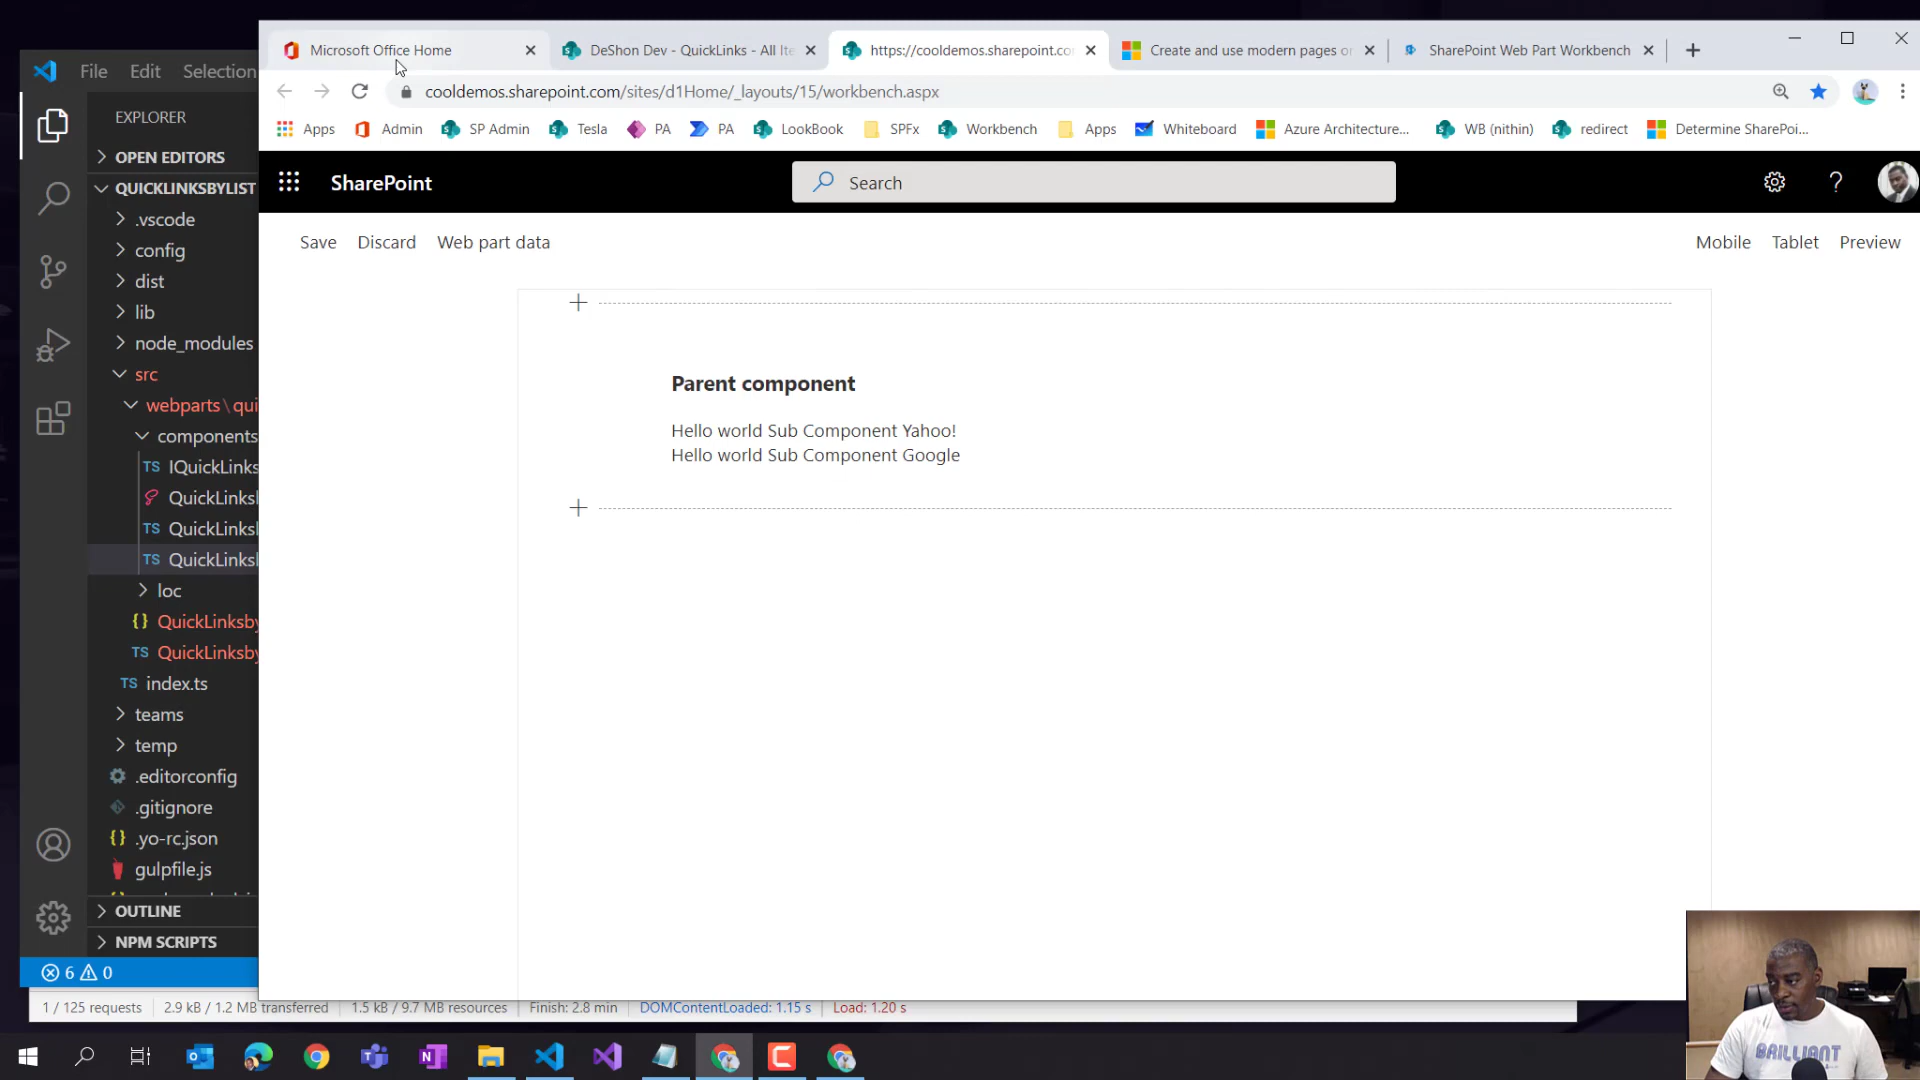 Microsoft Office Home
DeShon Dev - QuickLinks - All Ite
https://cooldemos.sharepoint.co
Create and use modern pages o
SharePoint Web Part Workbench
File Edit Selection
cooldemos.sharepoint.com/sites/d1Home/_layouts/15/workbench.aspx
Apps Admin SP Admin Tesla PA PA LookBook SPFx Workbench Apps Whiteboard Azure Architecture... WB (nithin) redirect Determine SharePoi...
SharePoint
Search
Save Discard Web part data
Mobile Tablet Preview
Parent component
Hello world Sub Component Yahoo!
Hello world Sub Component Google
EXPLORER
OPEN EDITORS
QUICKLINKSBYLIST
.vscode
config
dist
lib
node_modules
src
webparts\qui
components
TS IQuickLinks
QuickLinks
TS QuickLinks
TS QuickLinks
loc
{} QuickLinksby
TS QuickLinksby
TS index.ts
teams
temp
.editorconfig
.gitignore
{} .yo-rc.json
gulpfile.js
OUTLINE
NPM SCRIPTS
6 0
1 / 125 requests 2.9 kB / 1.2 MB transferred 1.5 kB / 9.7 MB resources Finish: 2.8 min DOMContentLoaded: 1.15 s Load: 1.20 s
BRILLIANT